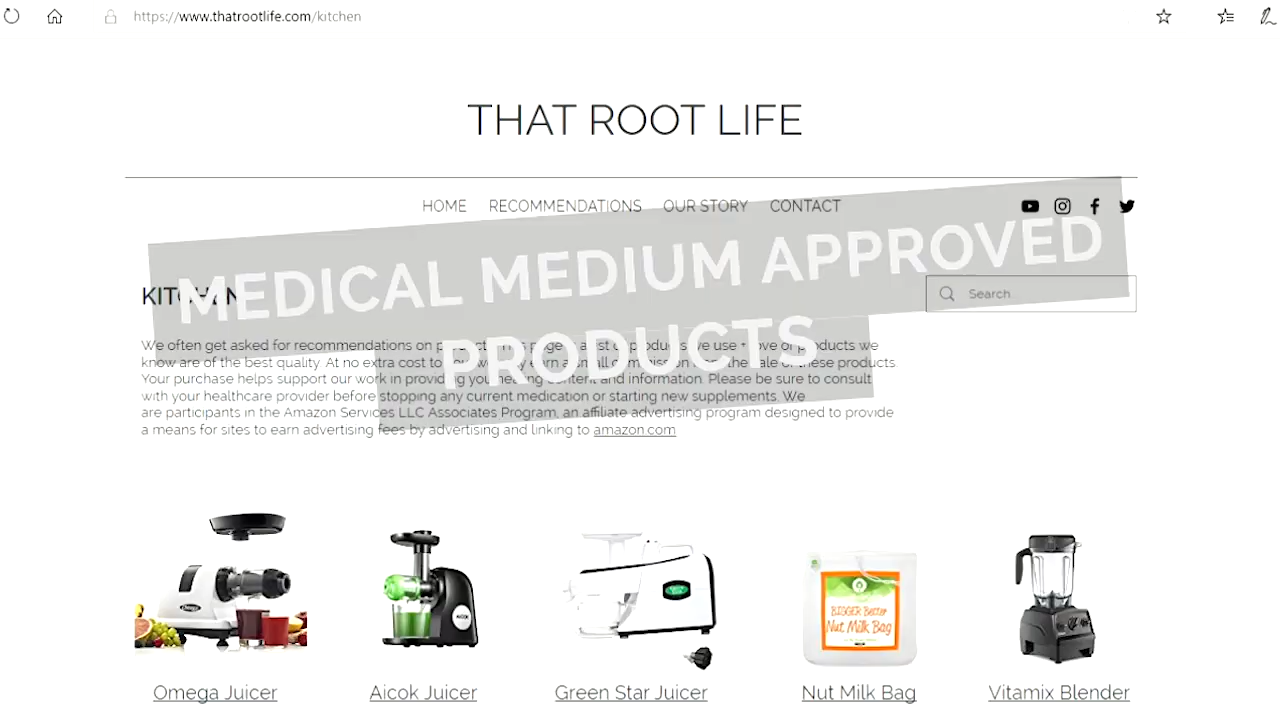 https://www.thatrootlife.com/kitchen
THAT ROOT LIFE
HOME RECOMMENDATIONS OUR STORY CONTACT
MEDICAL MEDIUM APPROVED
PRODUCTS
KITCHEN
Search
We often get asked for recommendations on products. This page is a list of products we use + love or products we
know are of the best quality. At no extra cost to you, we may earn a small commission from the sale of these products.
Your purchase helps support our work in providing you healing content and information. Please be sure to consult
with your healthcare provider before stopping any current medication or starting new supplements. We
are participants in the Amazon Services LLC Associates Program, an affiliate advertising program designed to provide
a means for sites to earn advertising fees by advertising and linking to amazon.com
Omega
AICOK
BIGGER Better
Nut Milk Bag
Omega Juicer Aicok Juicer Green Star Juicer Nut Milk Bag Vitamix Blender